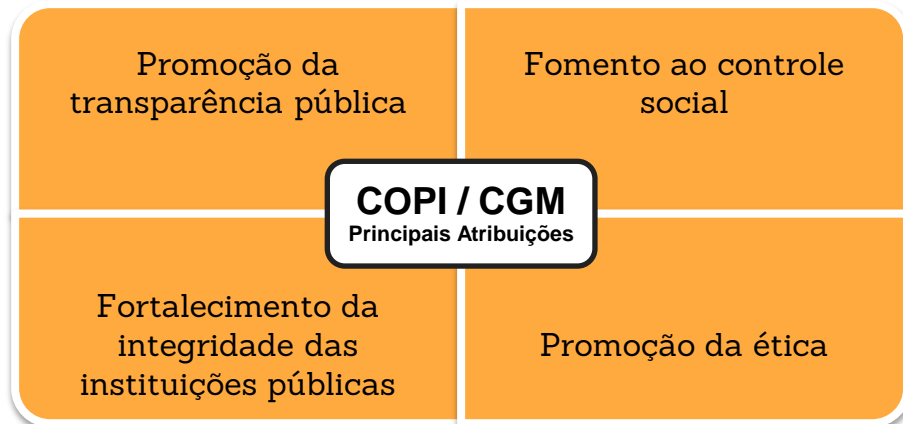 Promoção da
transparência pública
Fomento ao controle
social
COPI / CGM
Principais Atribuições
Fortalecimento da
integridade das
instituições públicas
Promoção da ética